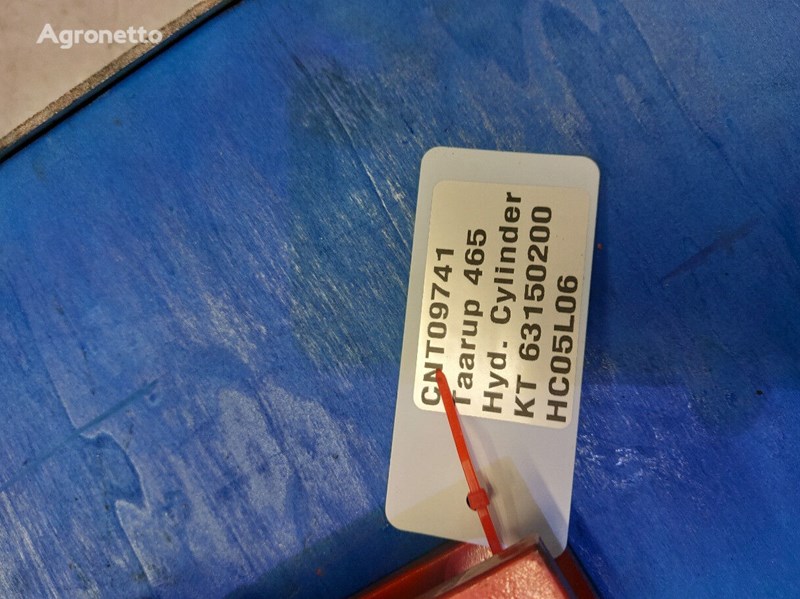 Agronetto
CNT09741
Taarup 465
Hyd. Cylinder
KT 63150200
HC05L06